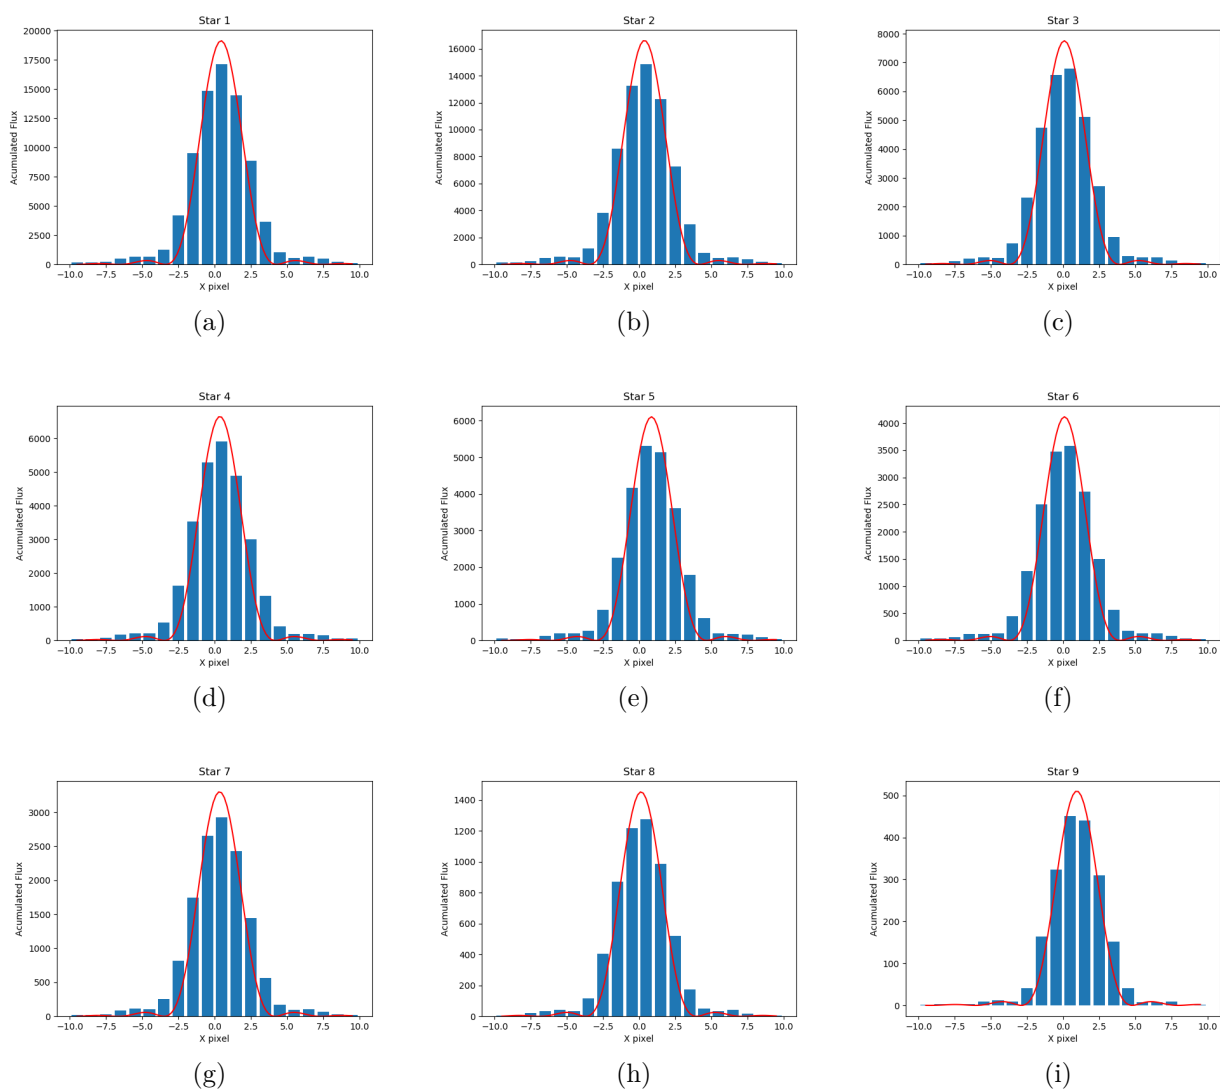 Star 1
Star 2
Star 3
20000
17500
15000
12500
10000
7500
5000
2500
0
16000
14000
12000
10000
8000
6000
4000
2000
0
8000
7000
6000
5000
4000
3000
2000
1000
0
Acumulated Flux
Acumulated Flux
Acumulated Flux
−10.0 −7.5 −5.0 −2.5 0.0 2.5 5.0 7.5 10.0
−10.0 −7.5 −5.0 −2.5 0.0 2.5 5.0 7.5 10.0
−10.0 −7.5 −5.0 −2.5 0.0 2.5 5.0 7.5 10.0
X pixel
X pixel
X pixel
(a)
(b)
(c)
Star 4
Star 5
Star 6
6000
5000
4000
3000
2000
1000
0
6000
5000
4000
3000
2000
1000
0
4000
3500
3000
2500
2000
1500
1000
500
0
Acumulated Flux
Acumulated Flux
Acumulated Flux
−10.0 −7.5 −5.0 −2.5 0.0 2.5 5.0 7.5 10.0
−10.0 −7.5 −5.0 −2.5 0.0 2.5 5.0 7.5 10.0
−10.0 −7.5 −5.0 −2.5 0.0 2.5 5.0 7.5 10.0
X pixel
X pixel
X pixel
(d)
(e)
(f)
Star 7
Star 8
Star 9
3000
2500
2000
1500
1000
500
0
1400
1200
1000
800
600
400
200
0
500
400
300
200
100
0
Acumulated Flux
Acumulated Flux
Acumulated Flux
−10.0 −7.5 −5.0 −2.5 0.0 2.5 5.0 7.5 10.0
−10.0 −7.5 −5.0 −2.5 0.0 2.5 5.0 7.5 10.0
−10.0 −7.5 −5.0 −2.5 0.0 2.5 5.0 7.5 10.0
X pixel
X pixel
X pixel
(g)
(h)
(i)